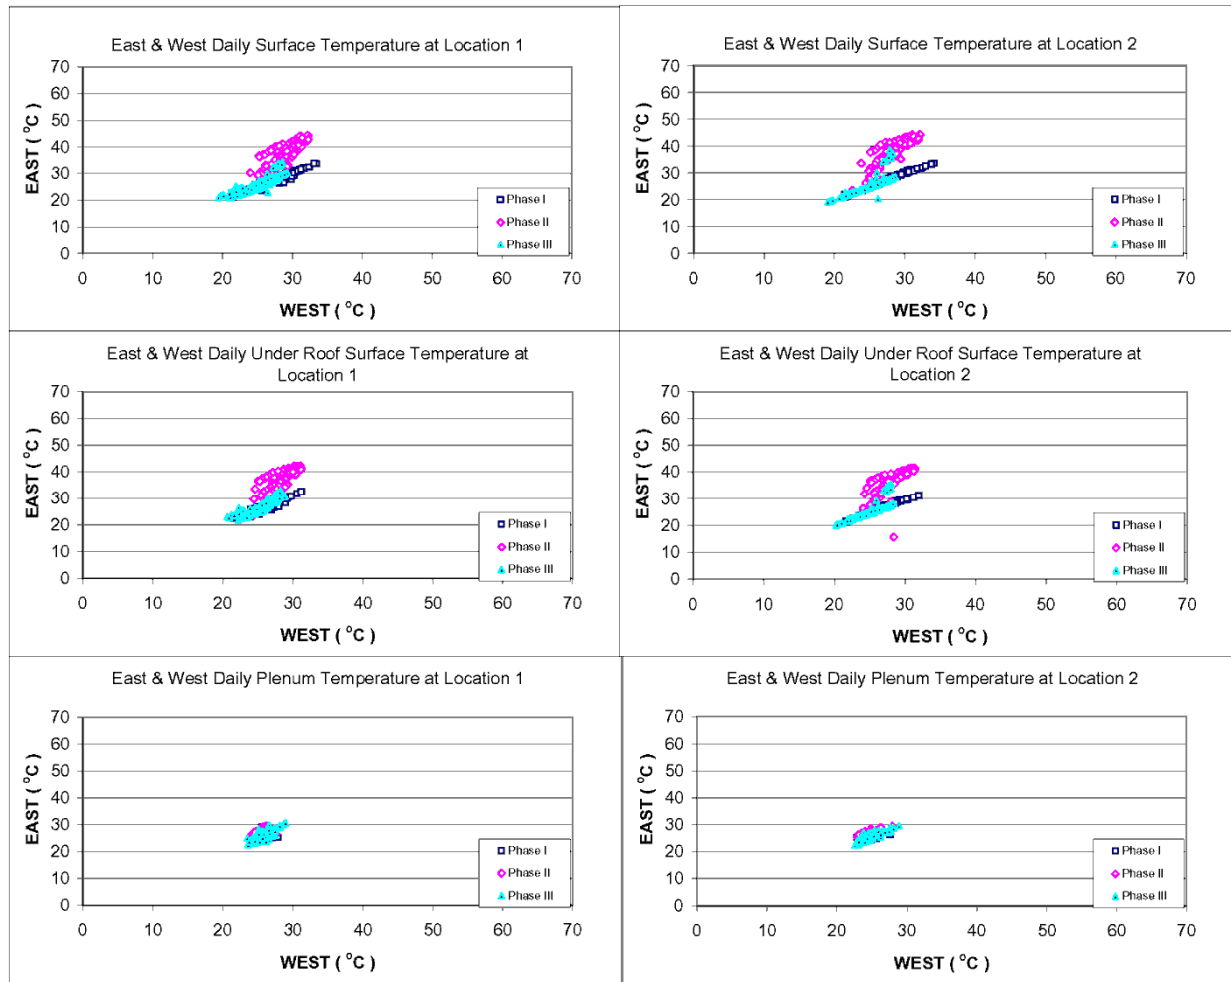 East & West Daily Surface Temperature at Location 1
70
60
50
40
30
20
10
0
EAST ( °C )
0 10 20 30 40 50 60 70
WEST ( °C )
Phase I
Phase II
Phase III
East & West Daily Surface Temperature at Location 2
70
60
50
40
30
20
10
0
EAST ( °C )
0 10 20 30 40 50 60 70
WEST ( °C )
Phase I
Phase II
Phase III
East & West Daily Under Roof Surface Temperature at
Location 1
70
60
50
40
30
20
10
0
EAST ( °C )
0 10 20 30 40 50 60 70
WEST ( °C )
Phase I
Phase II
Phase III
East & West Daily Under Roof Surface Temperature at
Location 2
70
60
50
40
30
20
10
0
EAST ( °C )
0 10 20 30 40 50 60 70
WEST ( °C )
Phase I
Phase II
Phase III
East & West Daily Plenum Temperature at Location 1
70
60
50
40
30
20
10
0
EAST ( °C )
0 10 20 30 40 50 60 70
WEST ( °C )
Phase I
Phase II
Phase III
East & West Daily Plenum Temperature at Location 2
70
60
50
40
30
20
10
0
EAST ( °C )
0 10 20 30 40 50 60 70
WEST ( °C )
Phase I
Phase II
Phase III